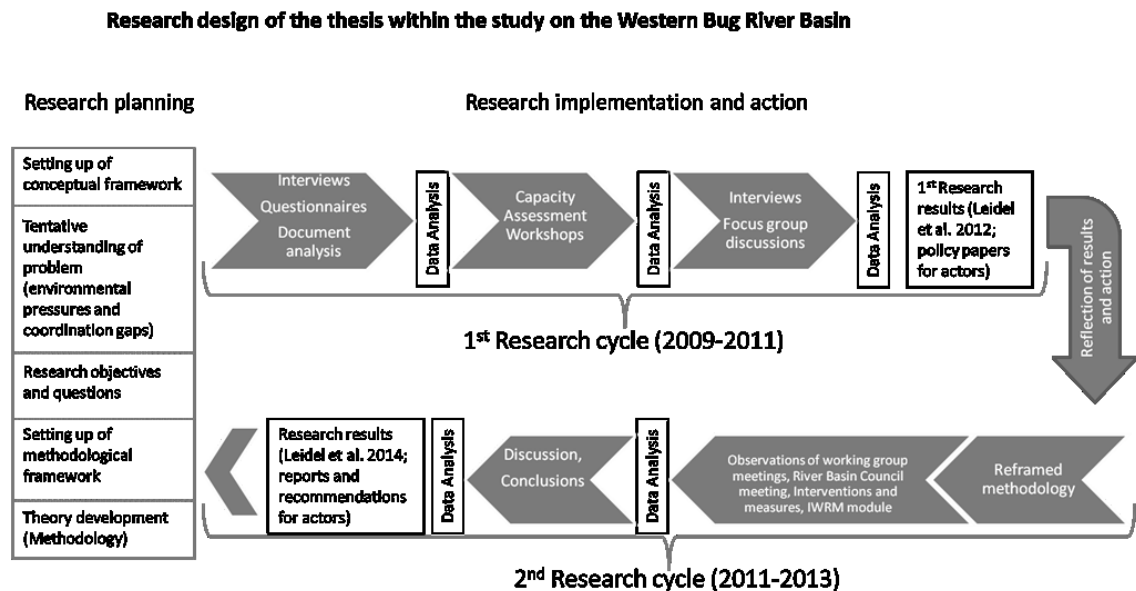 Research design of the thesis within the study on the Western Bug River Basin
Research planning
Research implementation and action
Setting up of
conceptual framework
Tentative
understanding of
problem
(environmental
pressures and
coordination gaps)
Research objectives
and questions
Setting up of
methodological
framework
Theory development
(Methodology)
Interviews
Questionnaires
Document
analysis
Data Analysis
Capacity
Assessment
Workshops
Data Analysis
Interviews
Focus group
discussions
Data Analysis
1st Research
results (Leidel
et al. 2012;
policy papers
for actors)
Reflection of results
and action
1st Research cycle (2009-2011)
Reframed
methodology
Observations of working group
meetings, River Basin Council
meeting, Interventions and
measures, IWRM module
Data Analysis
Discussion,
Conclusions
Data Analysis
Research results
(Leidel et al. 2014;
reports and
recommendations
for actors)
2nd Research cycle (2011-2013)